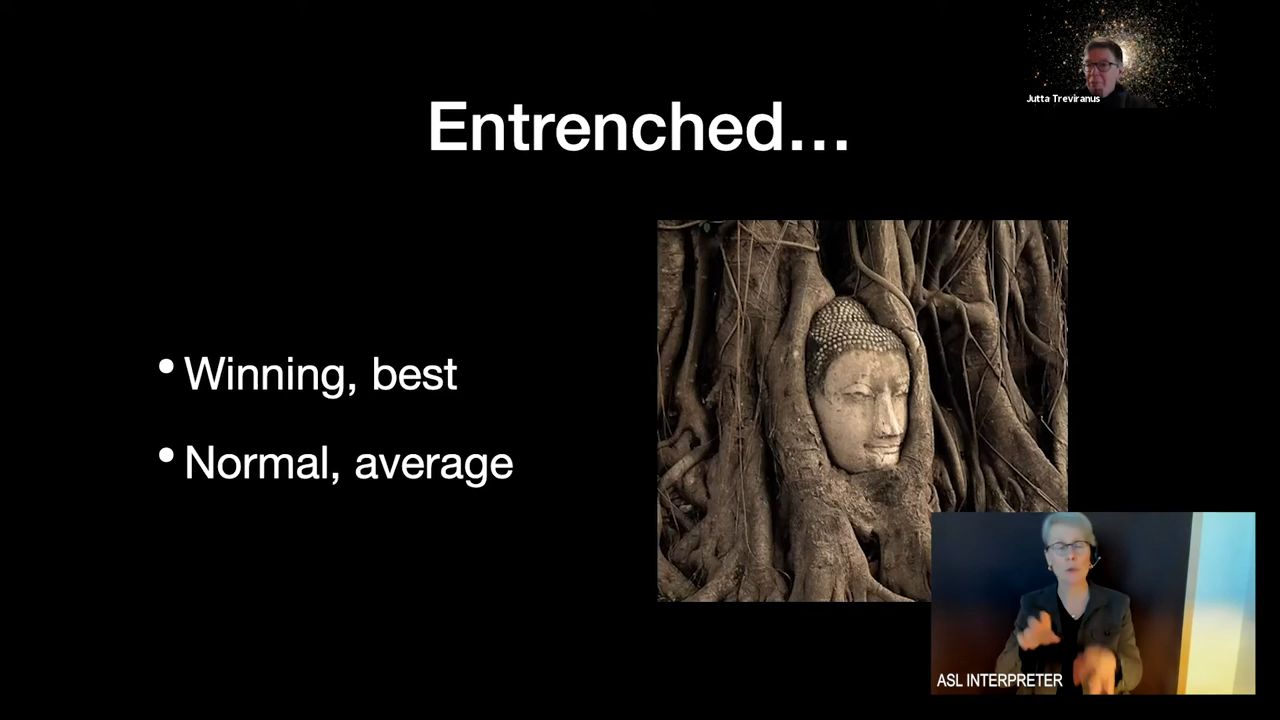 Jutta Treviranus
Entrenched...
• Winning, best
• Normal, average
ASL INTERPRETER